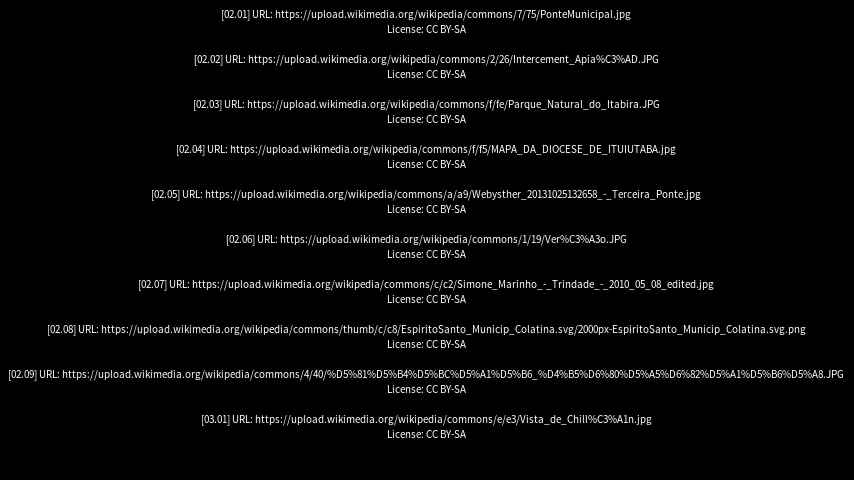 [02.01] URL: https://upload.wikimedia.org/wikipedia/commons/7/75/PonteMunicipal.jpg
License: CC BY-SA
[02.02] URL: https://upload.wikimedia.org/wikipedia/commons/2/26/Intercement_Apia%C3%AD.JPG
License: CC BY-SA
[02.03] URL: https://upload.wikimedia.org/wikipedia/commons/f/fe/Parque_Natural_do_Itabira.JPG
License: CC BY-SA
[02.04] URL: https://upload.wikimedia.org/wikipedia/commons/f/f5/MAPA_DA_DIOCESE_DE_ITUIUTABA.jpg
License: CC BY-SA
[02.05] URL: https://upload.wikimedia.org/wikipedia/commons/a/a9/Webysther_20131025132658_-_Terceira_Ponte.jpg
License: CC BY-SA
[02.06] URL: https://upload.wikimedia.org/wikipedia/commons/1/19/Ver%C3%A3o.JPG
License: CC BY-SA
[02.07] URL: https://upload.wikimedia.org/wikipedia/commons/c/c2/Simone_Marinho_-_Trindade_-_2010_05_08_edited.jpg
License: CC BY-SA
[02.08] URL: https://upload.wikimedia.org/wikipedia/commons/thumb/c/c8/EspiritoSanto_Municip_Colatina.svg/2000px-EspiritoSanto_Municip_Colatina.svg.png
License: CC BY-SA
[02.09] URL: https://upload.wikimedia.org/wikipedia/commons/4/40/%D5%81%D5%B4%D5%BC%D5%A1%D5%B6_%D4%B5%D6%80%D5%A5%D6%82%D5%A1%D5%B6%D5%A8.JPG
License: CC BY-SA
[03.01] URL: https://upload.wikimedia.org/wikipedia/commons/e/e3/Vista_de_Chill%C3%A1n.jpg
License: CC BY-SA